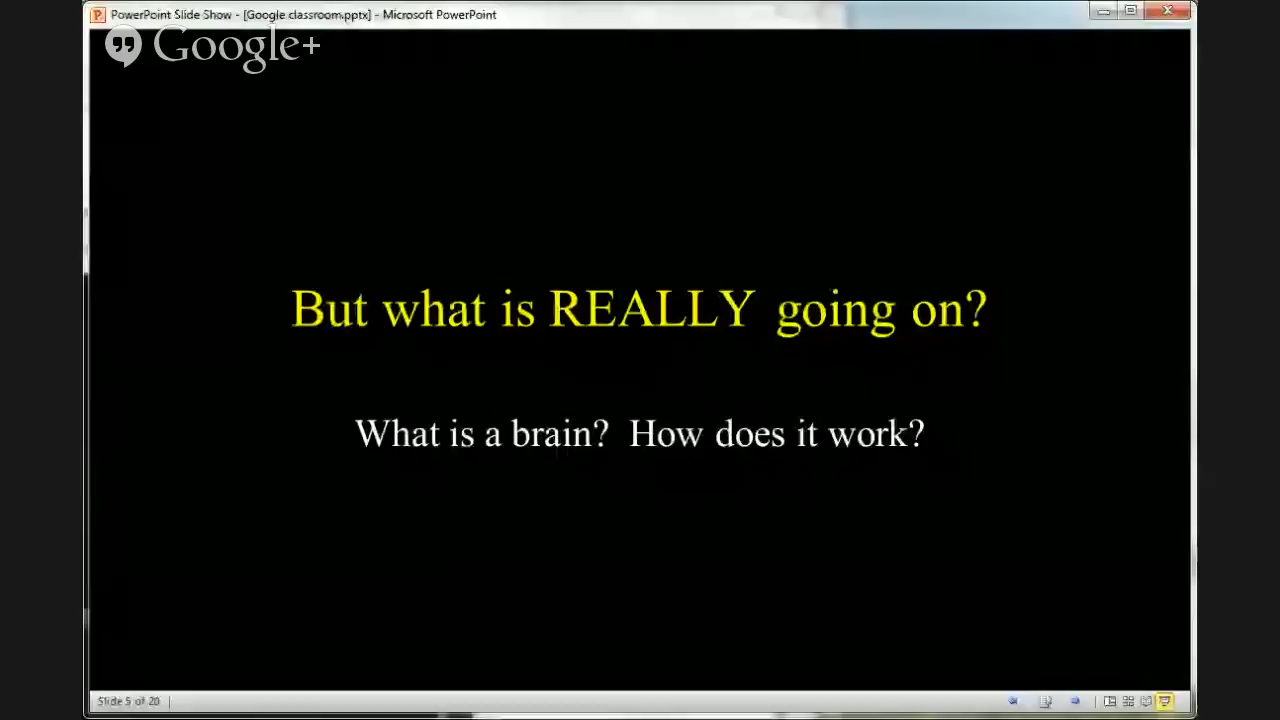 PowerPoint Slide Show - [Google classroom.pptx] - Microsoft PowerPoint
Google+
But what is REALLY going on?
What is a brain? How does it work?
Slide 5 of 20